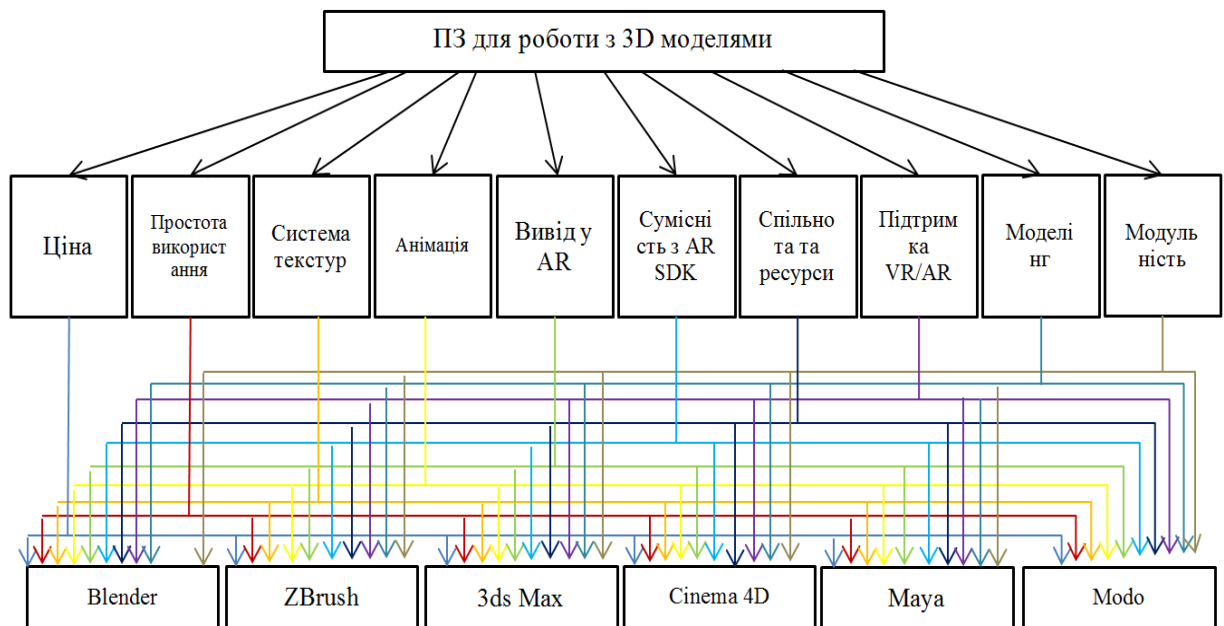 ПЗ для роботи з 3D моделями
Ціна
Простота
використ
ання
Система
текстур
Анімація
Вивід у
AR
Сумісні
сть з AR
SDK
Спільно
та та
ресурси
Підтрим
ка
VR/AR
Моделі
нг
Модуль
ність
Blender
ZBrush
3ds Max
Cinema 4D
Maya
Modo